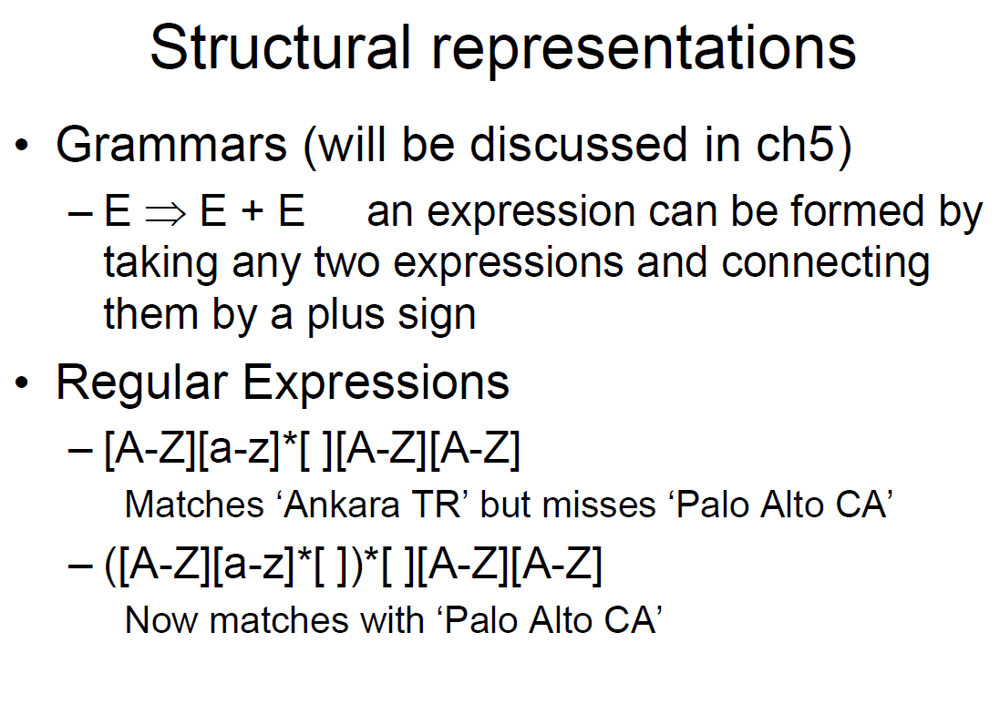 Structural representations
• Grammars (will be discussed in ch5)
– E ⇒ E + E an expression can be formed by
taking any two expressions and connecting
them by a plus sign
• Regular Expressions
– [A-Z][a-z]*[ ][A-Z][A-Z]
Matches ‘Ankara TR’ but misses ‘Palo Alto CA’
– ([A-Z][a-z]*[ ])*[ ][A-Z][A-Z]
Now matches with ‘Palo Alto CA’